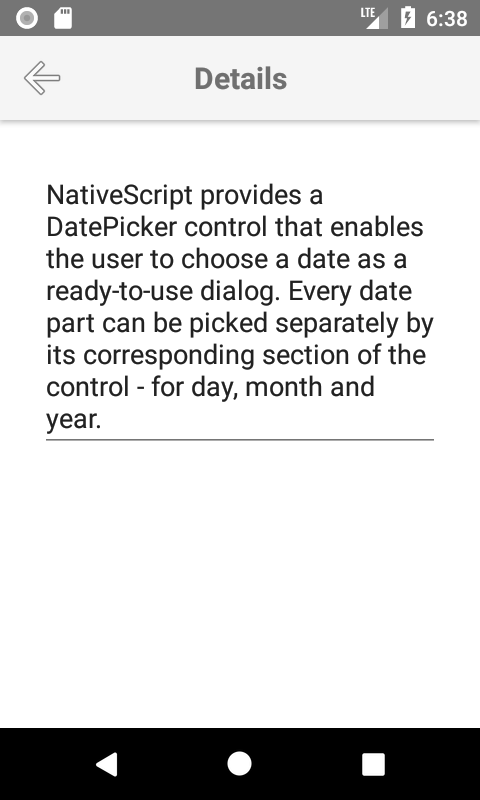 LTE 6:38
Details
NativeScript provides a
DatePicker control that enables
the user to choose a date as a
ready-to-use dialog. Every date
part can be picked separately by
its corresponding section of the
control - for day, month and
year.